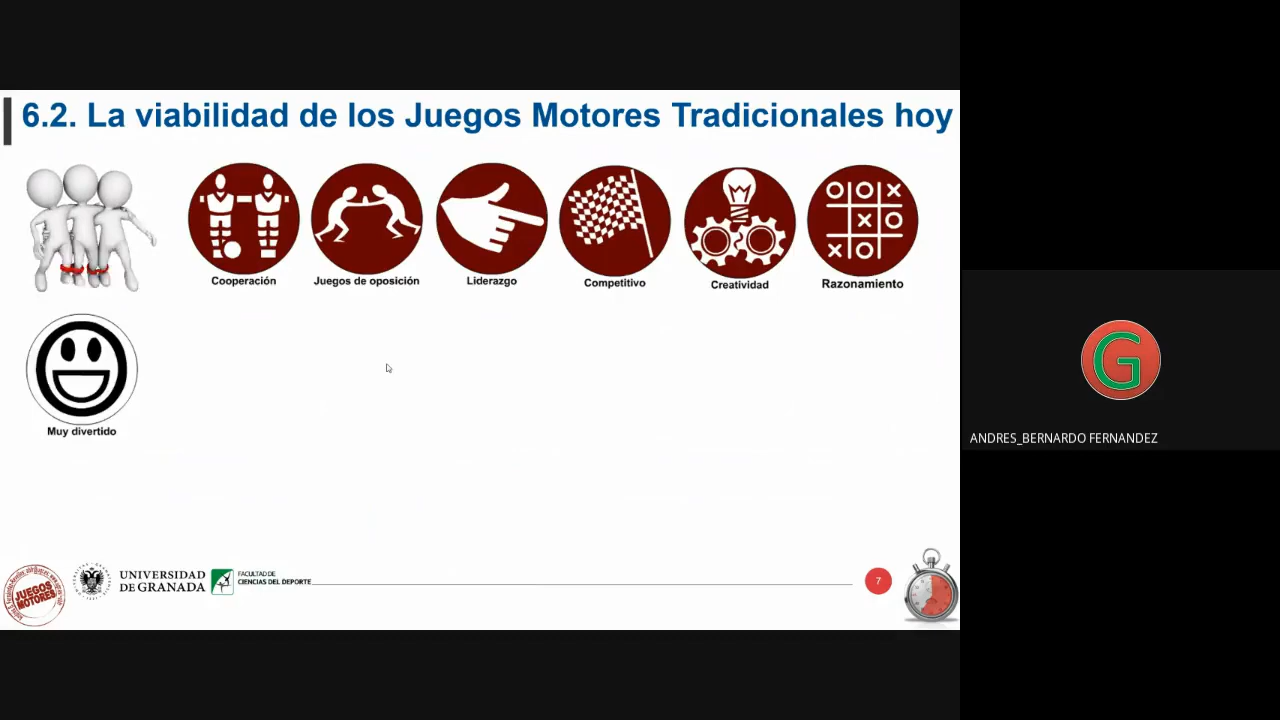 6.2. La viabilidad de los Juegos Motores Tradicionales hoy
Cooperación
Juegos de oposición
Liderazgo
Competitivo
Creatividad
Razonamiento
Muy divertido
G
ANDRES_BERNARDO FERNANDEZ
JUEGOS
MOTORES
UNIVERSIDAD
DE GRANADA
FACULTAD DE
CIENCIAS DEL DEPORTE
7